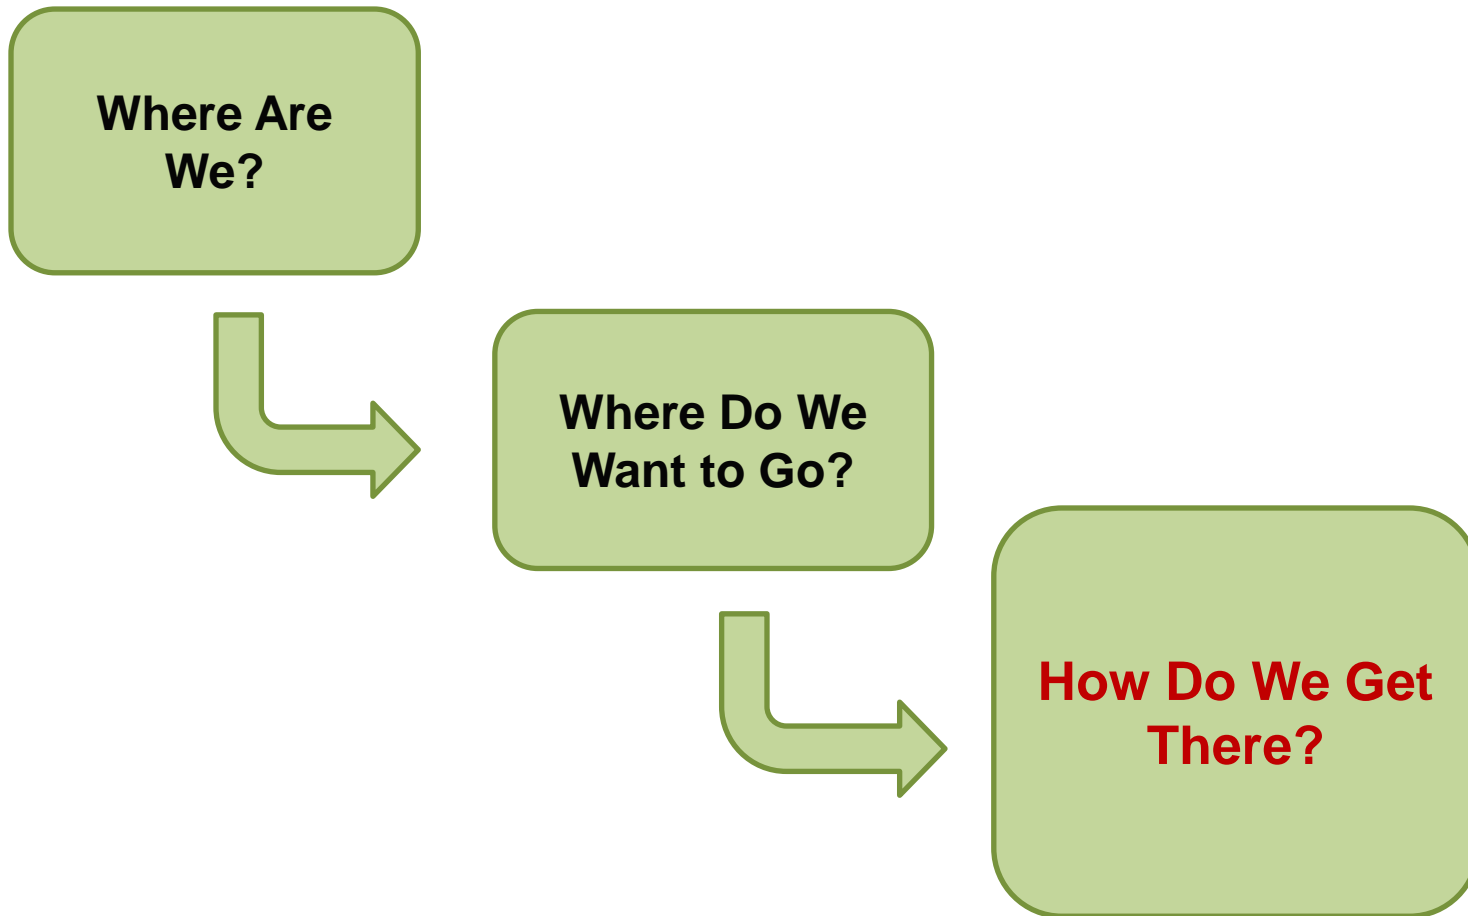 Where Are
We?
Where Do We
Want to Go?
How Do We Get
There?